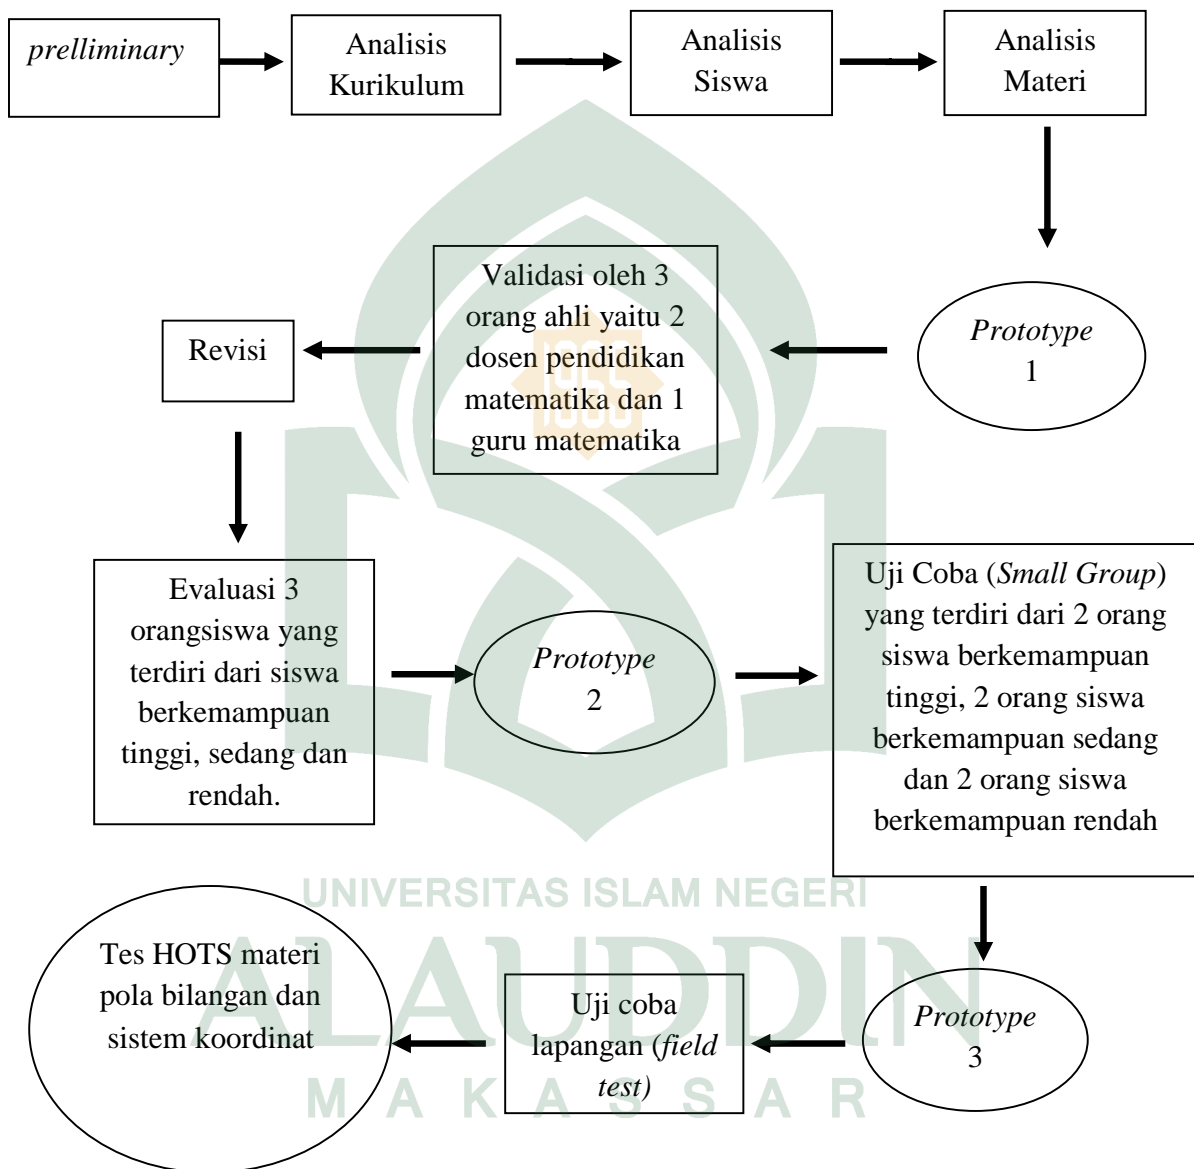 prelliminary
Analisis
Kurikulum
Analisis
Siswa
Analisis
Materi
Prototype
1
Validasi oleh 3
orang ahli yaitu 2
dosen pendidikan
matematika dan 1
guru matematika
Revisi
Evaluasi 3
orangsiswa yang
terdiri dari siswa
berkemampuan
tinggi, sedang dan
rendah.
Prototype
2
Uji Coba (Small Group)
yang terdiri dari 2 orang
siswa berkemampuan
tinggi, 2 orang siswa
berkemampuan sedang
dan 2 orang siswa
berkemampuan rendah
Prototype
3
Uji coba
lapangan (field
test)
Tes HOTS materi
pola bilangan dan
sistem koordinat
1965
UNIVERSITAS ISLAM NEGERI
ALAUDDIN
MAKASSAR